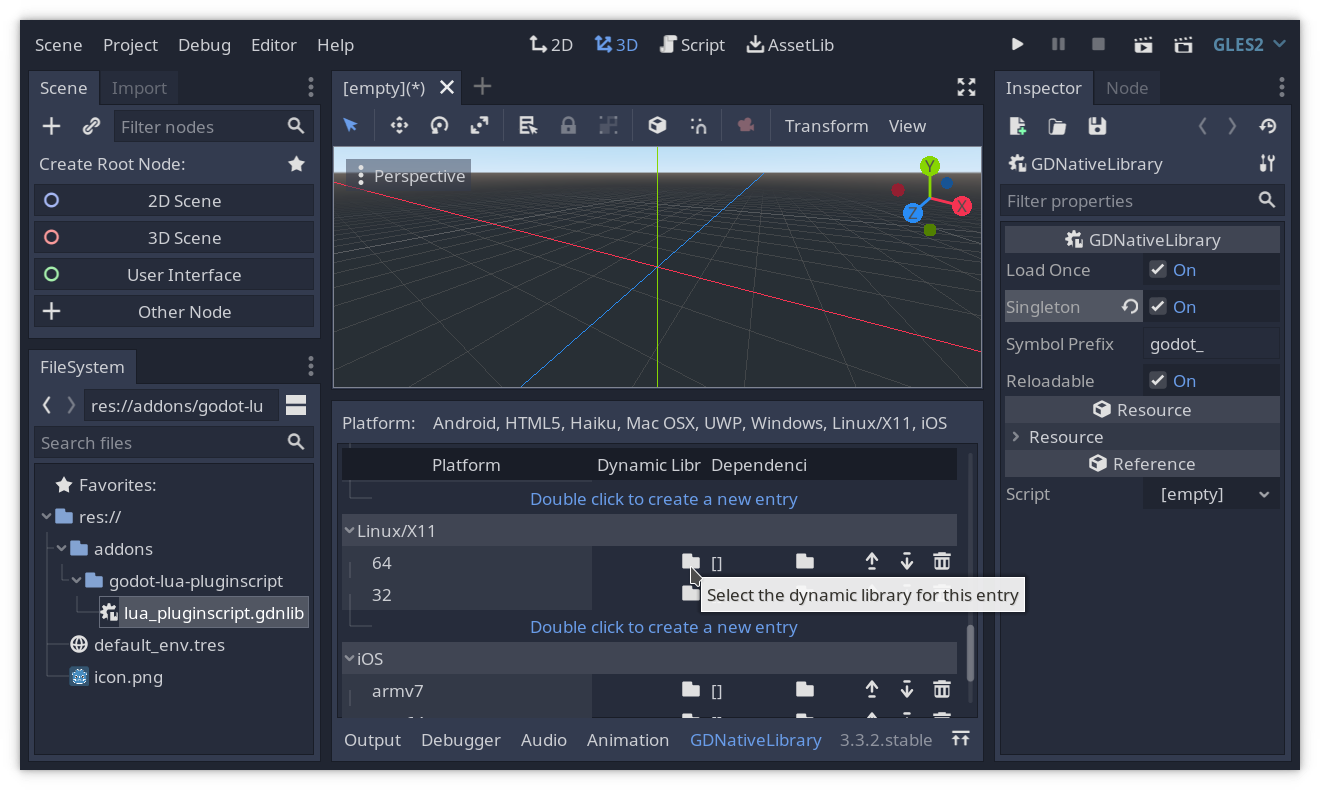 Scene Project Debug Editor Help 2D 3D Script AssetLib GLES2
Scene Import
Filter nodes
Create Root Node:
2D Scene
3D Scene
User Interface
Other Node
FileSystem
res://addons/godot-lu
Search files
Favorites:
res://
addons
godot-lua-pluginscript
lua_pluginscript.gdnlib
default_env.tres
icon.png
[empty](*)
Transform View
Perspective
Y
X
Z
Platform: Android, HTML5, Haiku, Mac OSX, UWP, Windows, Linux/X11, iOS
Platform Dynamic Libr Dependenci
Double click to create a new entry
Linux/X11
64 []
32
Select the dynamic library for this entry
Double click to create a new entry
iOS
armv7 []
Output Debugger Audio Animation GDNativeLibrary 3.3.2.stable
Inspector Node
GDNativeLibrary
Filter properties
GDNativeLibrary
Load Once On
Singleton On
Symbol Prefix godot_
Reloadable On
Resource
Resource
Reference
Script [empty]